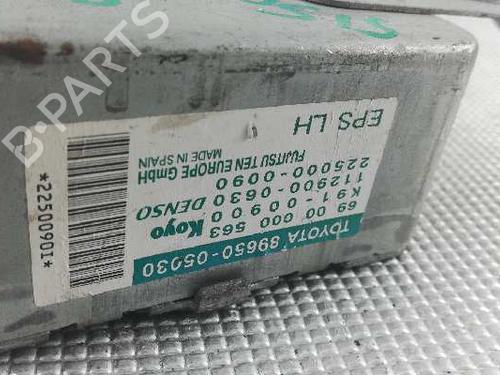 TOYOTA 89650-05030
69 00 000 563 Koyo
K91-00900
112900-0630 DENSO
225000-0090
FUJITSU TEN EUROPE GmbH
MADE IN SPAIN
EPS LH
*22500901*
B-PARTS